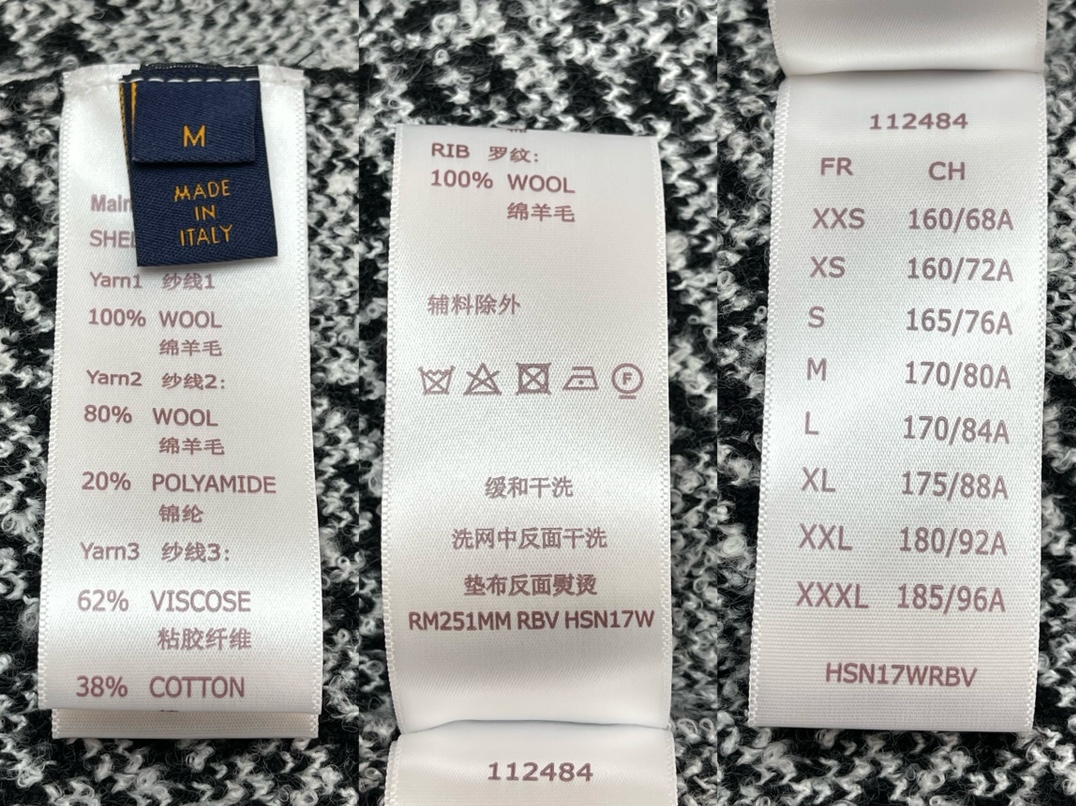 M
MADE
IN
ITALY
Yarn1 纱线1
100% WOOL
绵羊毛
Yarn2 纱线2:
80% WOOL
绵羊毛
20% POLYAMIDE
锦纶
Yarn3 纱线3:
62% VISCOSE
粘胶纤维
38% COTTON
RIB 罗纹:
100% WOOL
绵羊毛
辅料除外
F
缓和干洗
洗网中反面干洗
垫布反面熨烫
RM251MM RBV HSN17W
112484
112484
FR CH
XXS 160/68A
XS 160/72A
S 165/76A
M 170/80A
L 170/84A
XL 175/88A
XXL 180/92A
XXXL 185/96A
HSN17WRBV